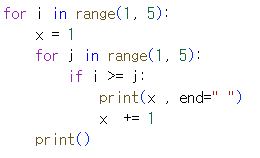 for i in range(1, 5):
    x = 1
    for j in range(1, 5):
        if i >= j:
            print(x , end=" ")
            x  += 1
    print()